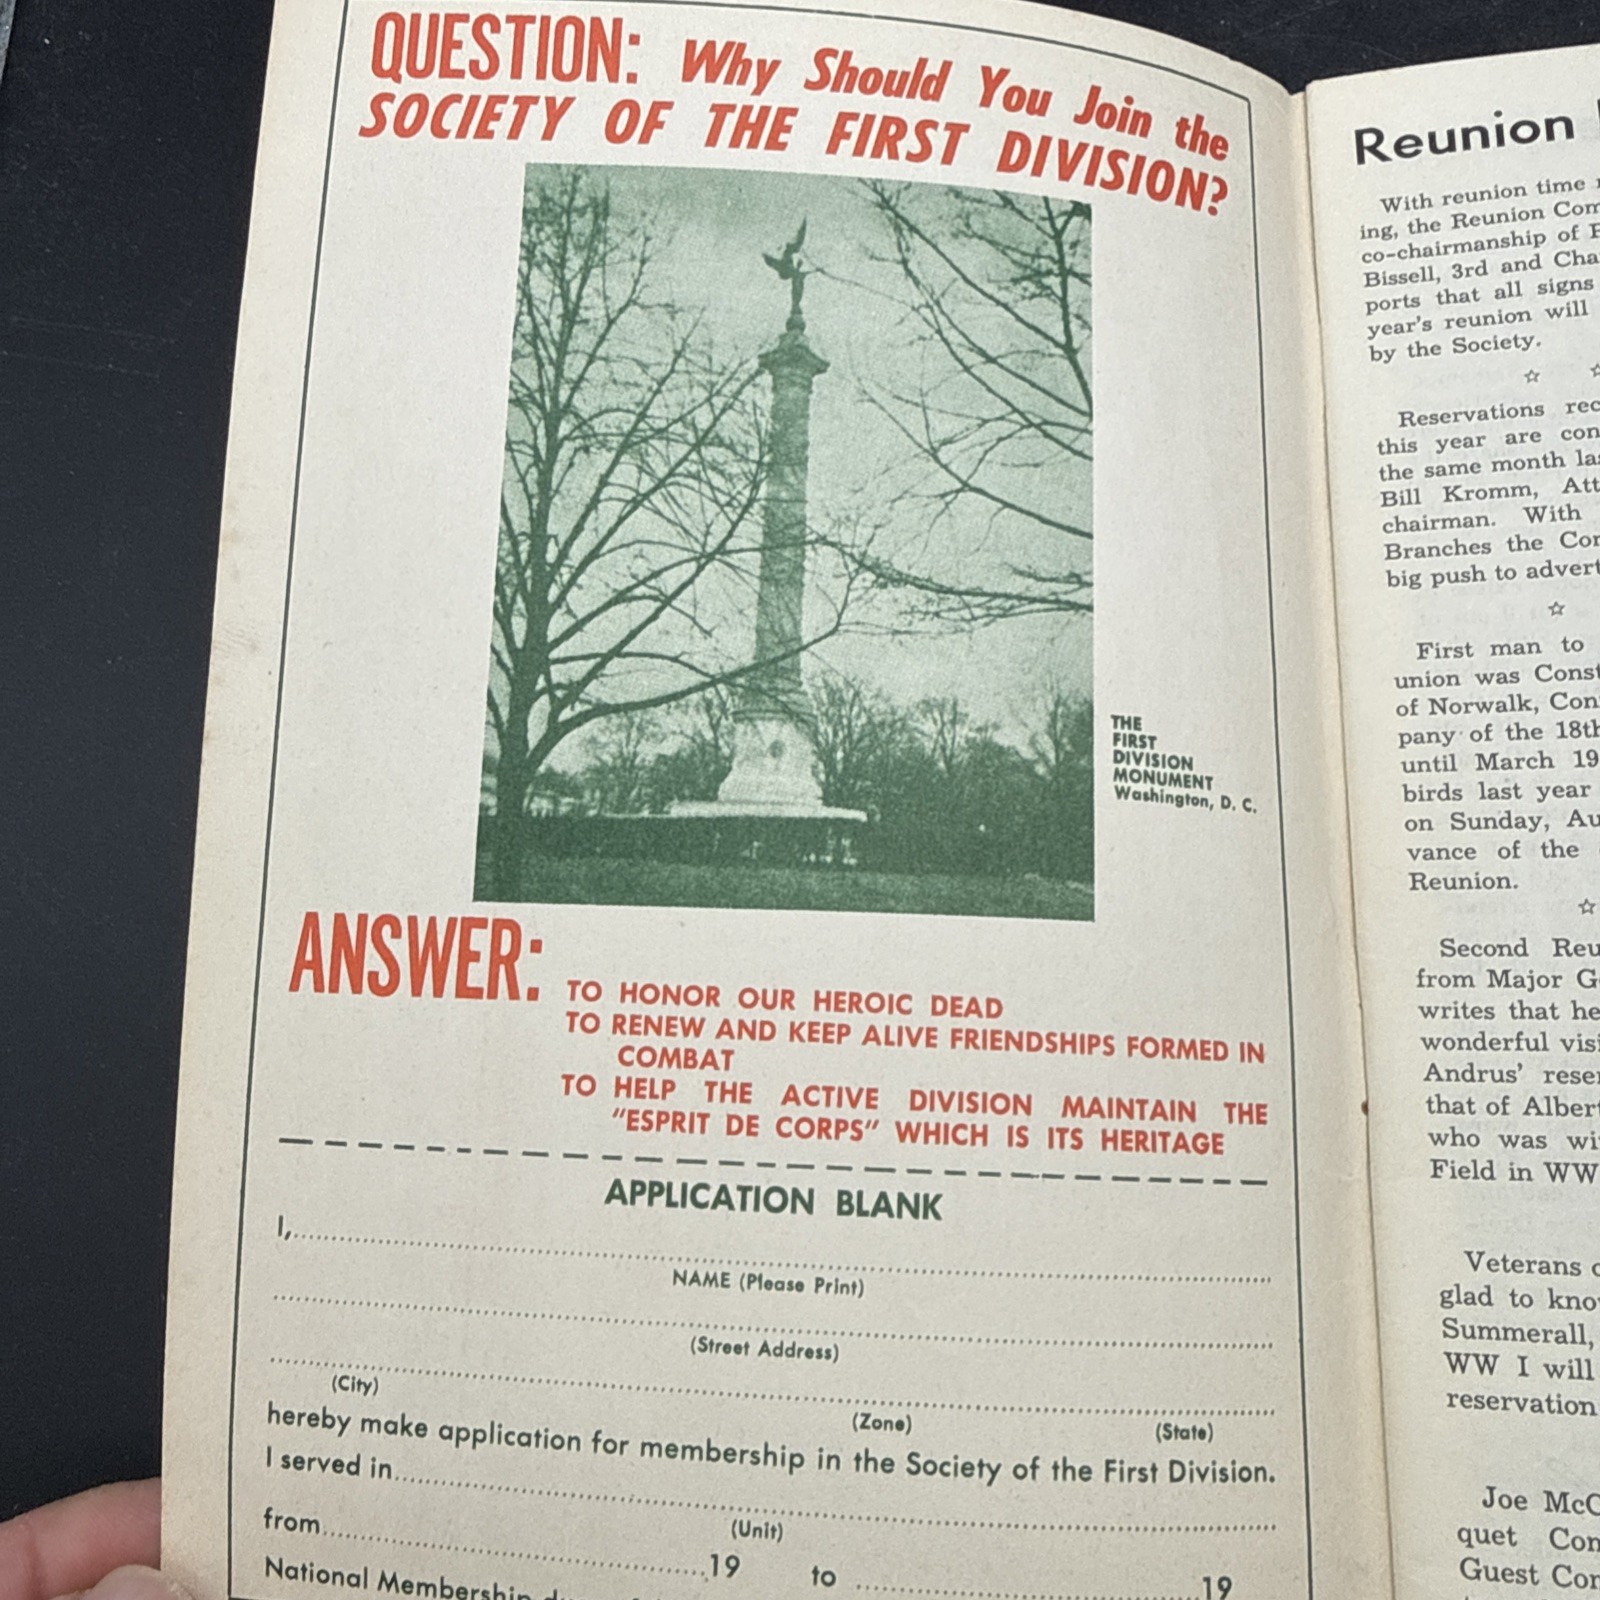 QUESTION: Why Should You Join the
SOCIETY OF THE FIRST DIVISION?
THE
FIRST
DIVISION
MONUMENT
Washington, D. C.
ANSWER:
TO HONOR OUR HEROIC DEAD
TO RENEW AND KEEP ALIVE FRIENDSHIPS FORMED IN
COMBAT
TO HELP THE ACTIVE DIVISION MAINTAIN THE
"ESPRIT DE CORPS" WHICH IS ITS HERITAGE
APPLICATION BLANK
I,
NAME (Please Print)
(Street Address)
(City) (Zone) (State)
hereby make application for membership in the Society of the First Division.
I served in
(Unit)
from 19 to 19
National Membership
Reunion
With reunion time
ing, the Reunion Com
co-chairmanship of
Bissell, 3rd and Cha
ports that all signs
year's reunion will
by the Society.
Reservations rec
this year are con
the same month las
Bill Kromm, Att
chairman. With
Branches the Con
big push to advert
First man to
union was Const
of Norwalk, Con
pany of the 18th
until March 19
birds last year
on Sunday, Au
vance of the
Reunion.
Second Reu
from Major G
writes that he
wonderful visi
Andrus' reser
that of Albert
who was wi
Field in WW
Veterans
glad to know
Summerall,
WW I will
reservation
Joe McC
quet Com
Guest Com